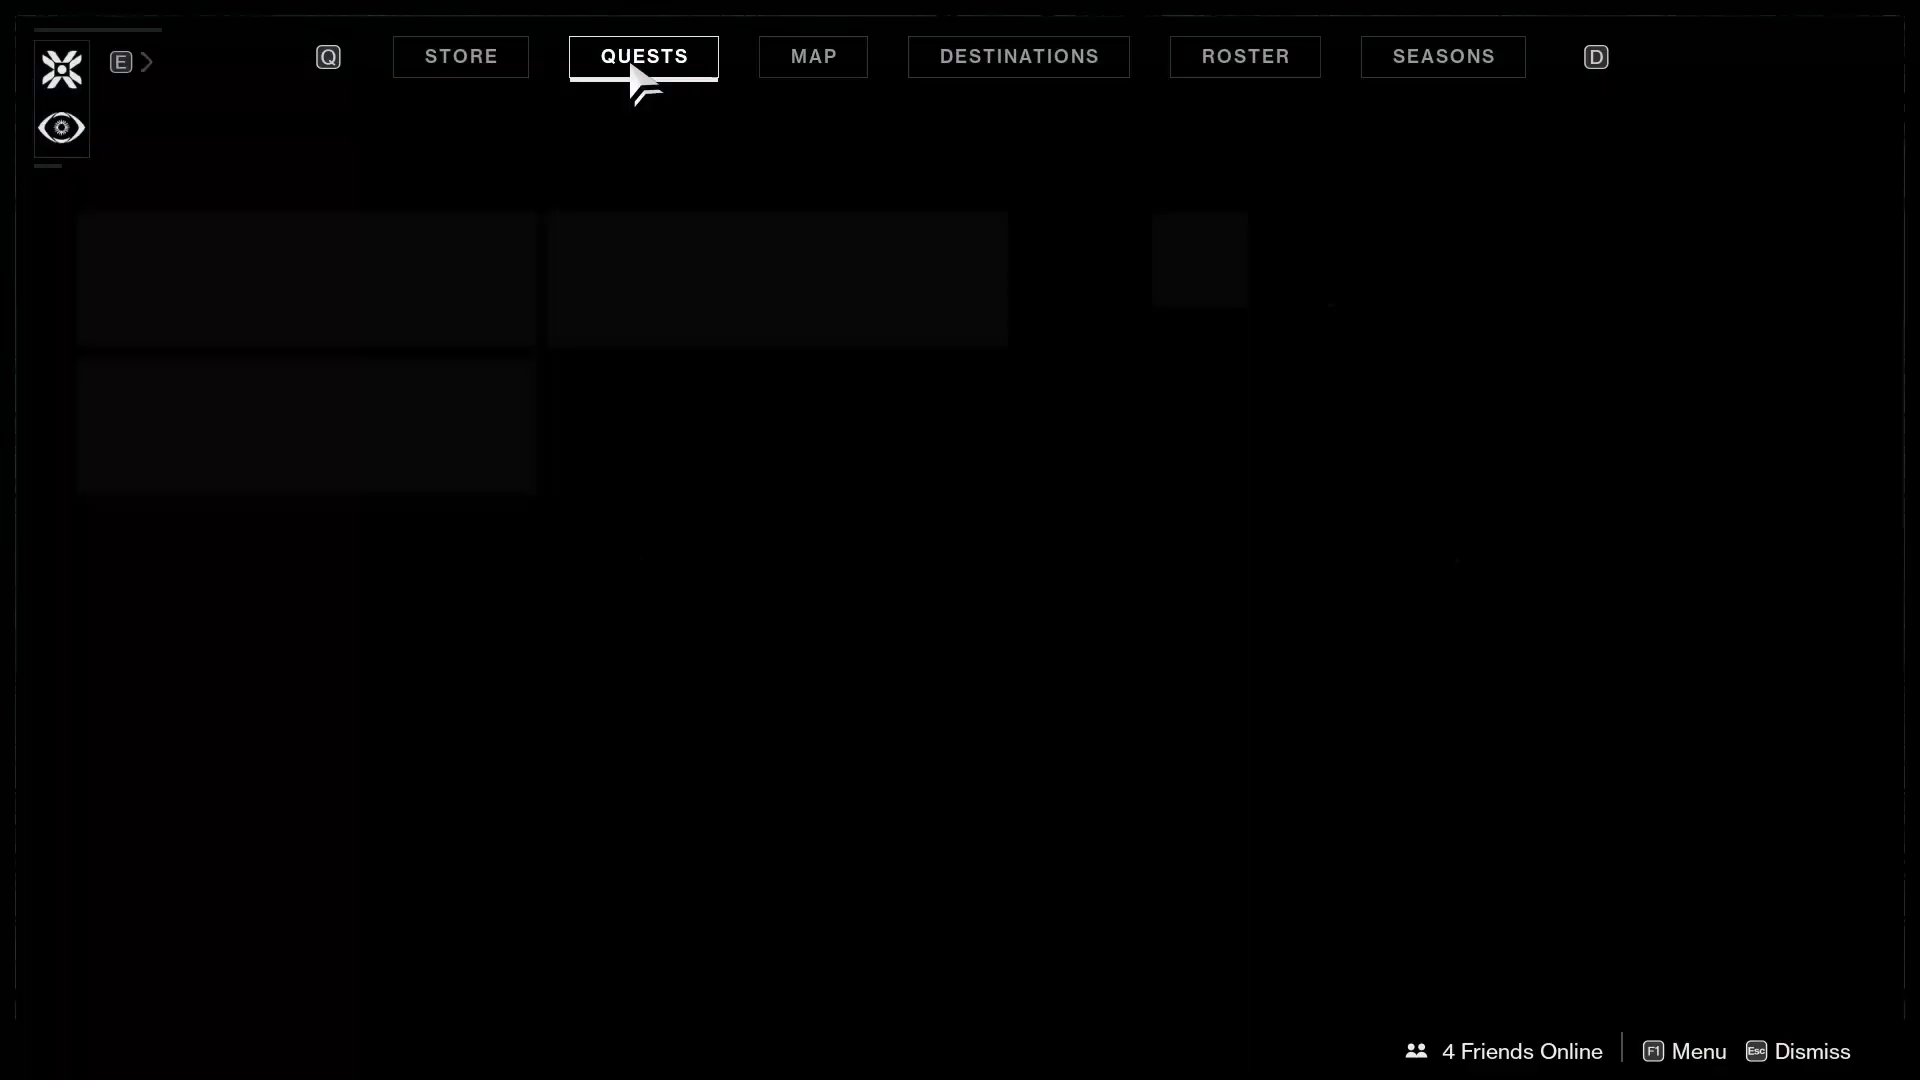 E
Q
STORE
QUESTS
MAP
DESTINATIONS
ROSTER
SEASONS
D
4 Friends Online
F1 Menu
Esc Dismiss